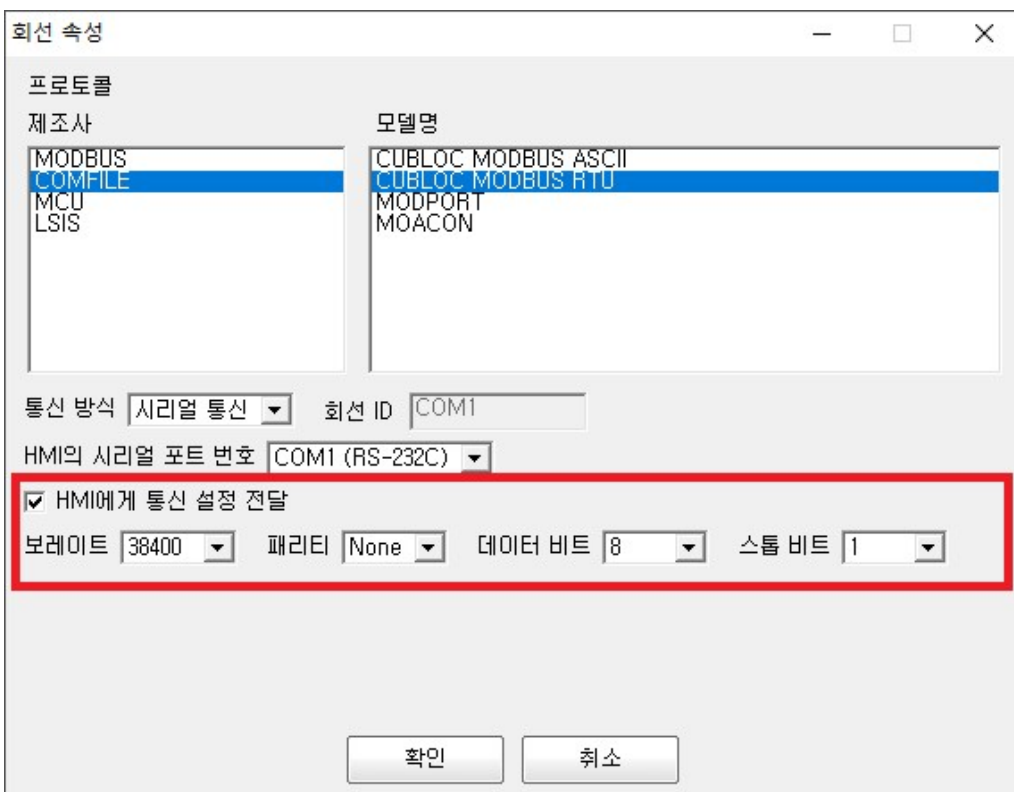 회선 속성
프로토콜
제조사 모델명
MODBUS CUBLOC MODBUS ASCII
COMFILE CUBLOC MODBUS RTU
MCU MODPORT
LSIS MOACON
통신 방식 시리얼 통신 회선 ID COM1
HMI의 시리얼 포트 번호 COM1 (RS-232C)
HMI에게 통신 설정 전달
보레이트 38400 패리티 None 데이터 비트 8 스톱 비트 1
확인 취소